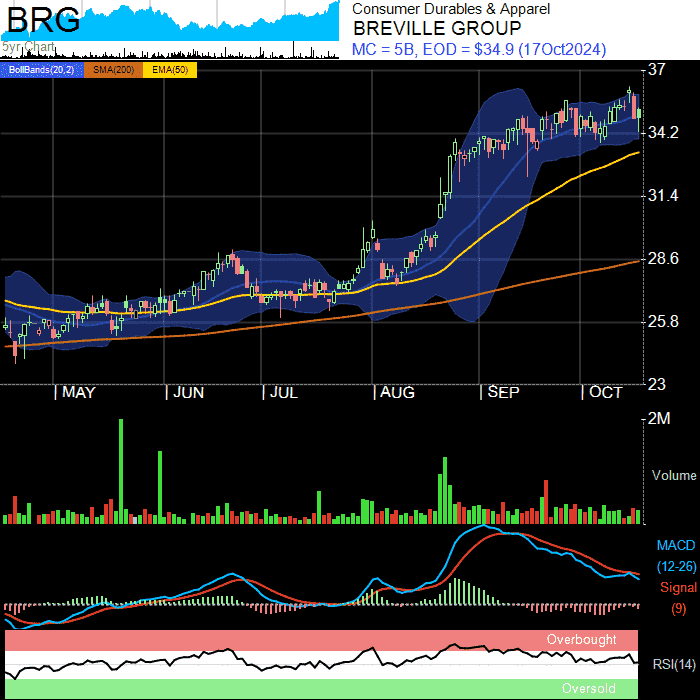 BRG
5yr Chart
Consumer Durables & Apparel
BREVILLE GROUP
MC = 5B, EOD = $34.9 (17Oct2024)
BollBands(20,2) SMA(200) EMA(50)
37
34.2
31.4
28.6
25.8
23
MAY JUN JUL AUG SEP OCT
2M
Volume
MACD
(12-26)
Signal
(9)
Overbought
RSI(14)
Oversold